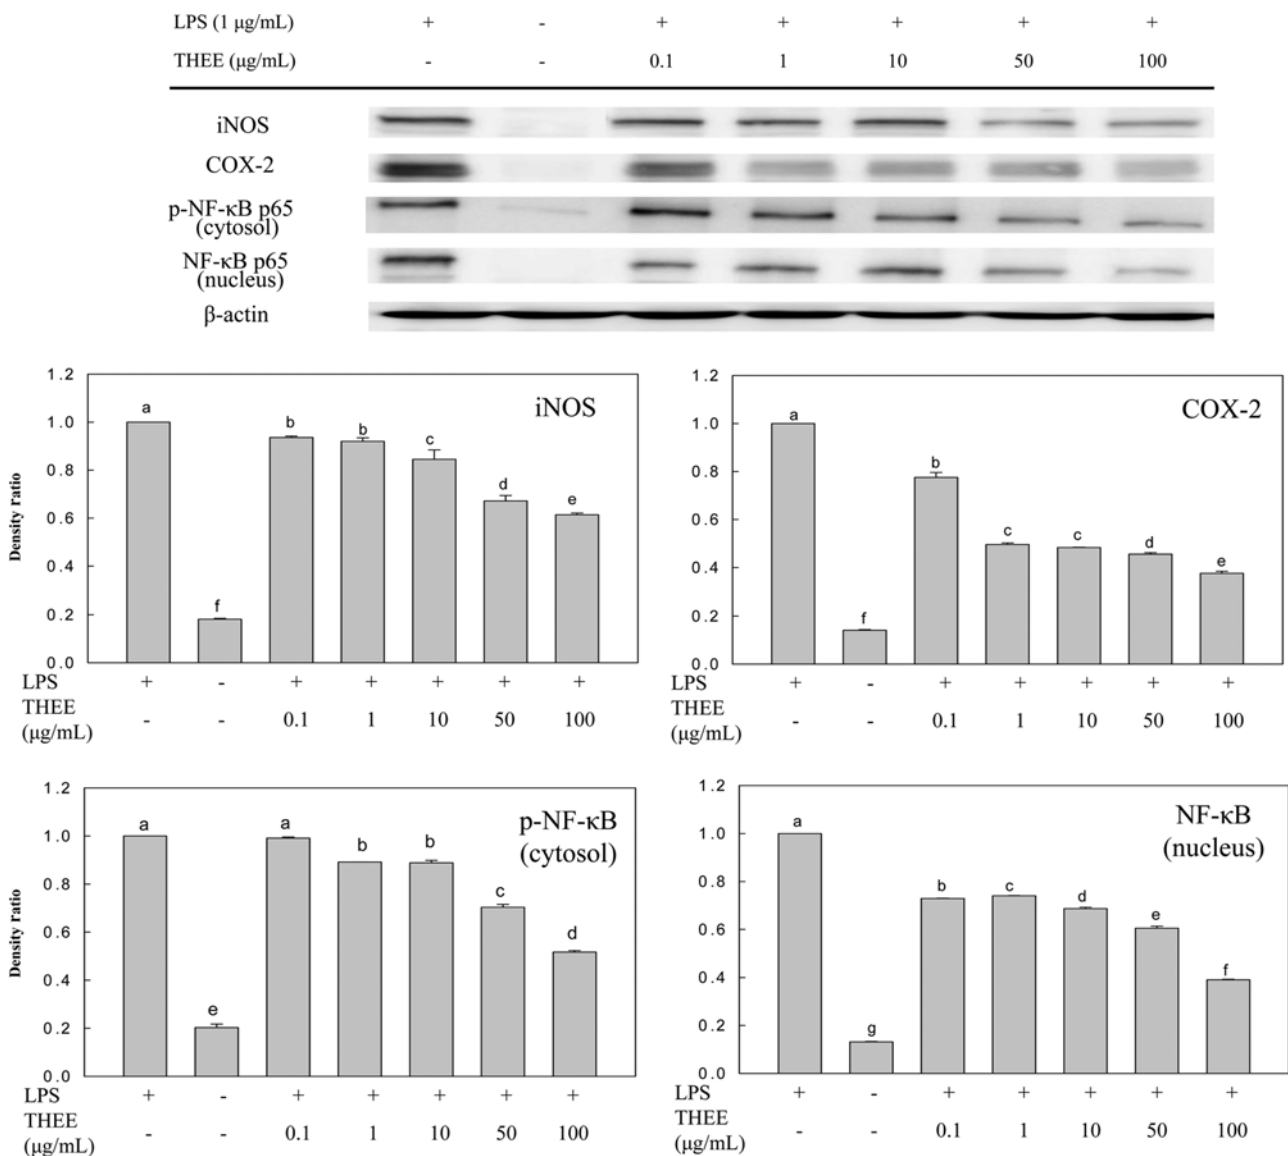 LPS (1 μg/mL) + - + + + + +
THEE (μg/mL) - - 0.1 1 10 50 100
iNOS
COX-2
p-NF-κB p65
(cytosol)
NF-κB p65
(nucleus)
β-actin
iNOS
Density ratio
1.2
1.0
0.8
0.6
0.4
0.2
0.0
a f b b c d e
LPS + - + + + + +
THEE
(μg/mL) - - 0.1 1 10 50 100
COX-2
1.2
1.0
0.8
0.6
0.4
0.2
0.0
a f b c c d e
LPS + - + + + + +
THEE
(μg/mL) - - 0.1 1 10 50 100
p-NF-κB
(cytosol)
Density ratio
1.2
1.0
0.8
0.6
0.4
0.2
0.0
a e a b b c d
LPS + - + + + + +
THEE
(μg/mL) - - 0.1 1 10 50 100
NF-κB
(nucleus)
1.2
1.0
0.8
0.6
0.4
0.2
0.0
a g b c d e f
LPS + - + + + + +
THEE
(μg/mL) - - 0.1 1 10 50 100